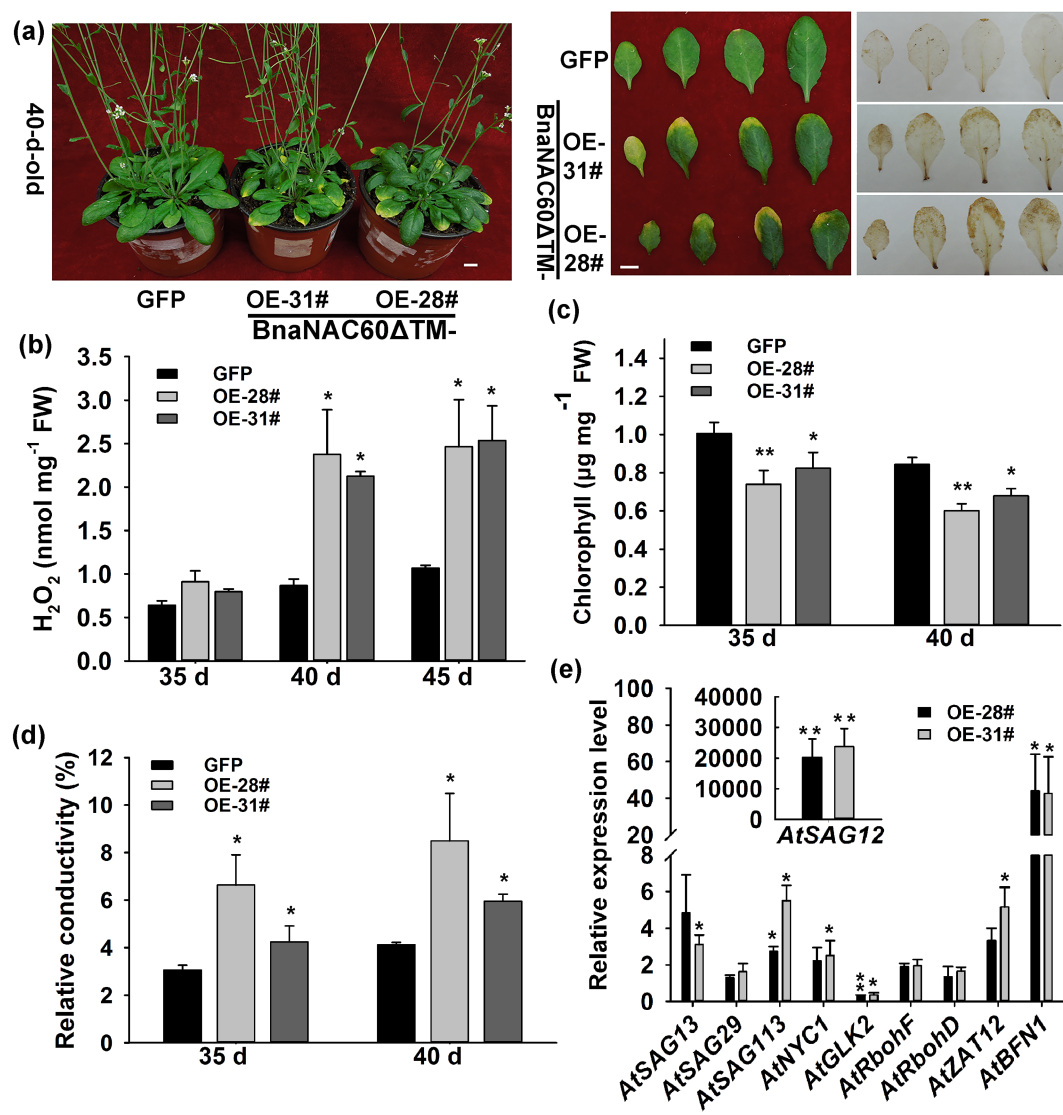 (a)
40-d-old
GFP
OE-31#
OE-28#
BnaNAC60ΔTM-
GFP
OE-
31#
OE-
28#
BnaNAC60ΔTM-
(b)
H2O2 (nmol mg-1 FW)
3.5
3.0
2.5
2.0
1.5
1.0
0.5
0.0
GFP
OE-28#
OE-31#
* * * *
35 d
40 d
45 d
(c)
Chlorophyll (µg mg-1 FW)
1.4
1.2
1.0
0.8
0.6
0.4
0.2
0.0
GFP
OE-28#
OE-31#
** * ** *
35 d
40 d
(d)
Relative conductivity (%)
12
10
8
6
4
2
0
GFP
OE-28#
OE-31#
* * * *
35 d
40 d
(e)
Relative expression level
100
80
60
40
20
8
6
4
2
0
40000
30000
20000
10000
0
** **
AtSAG12
OE-28#
OE-31#
* * * * ** * * * *
AtSAG13
AtSAG29
AtSAG113
AtNYC1
AtGLK2
AtRbohF
AtRbohD
AtZAT12
AtBFN1